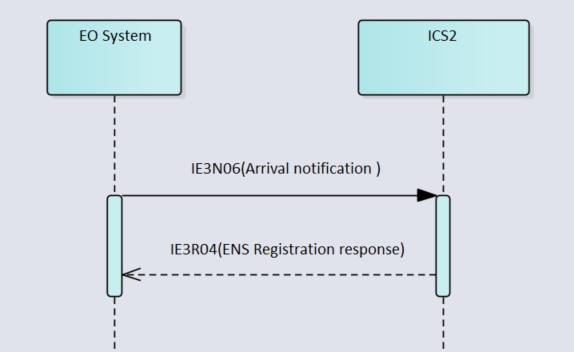 EO System
ICS2
IE3N06(Arrival notification )
IE3R04(ENS Registration response)